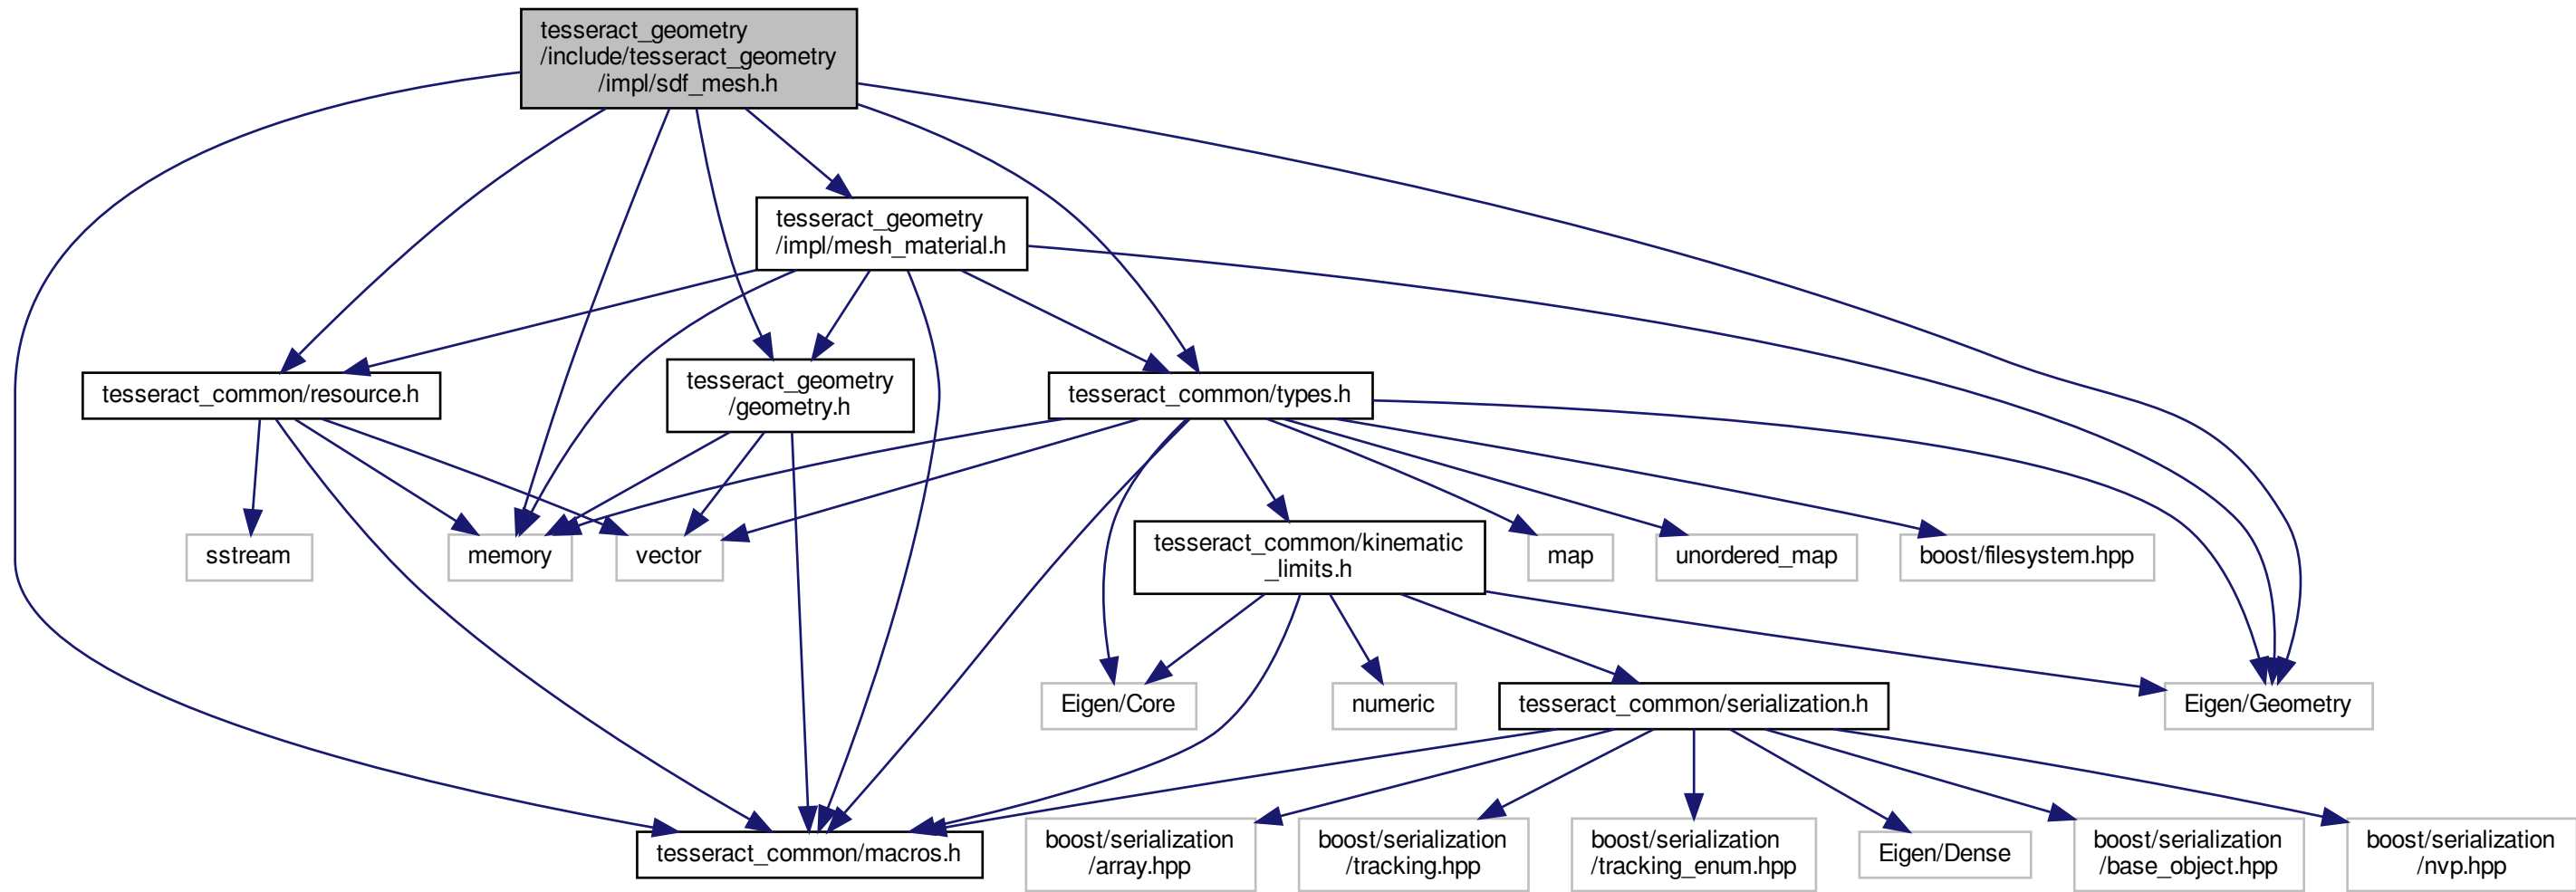 tesseract_geometry
/include/tesseract_geometry
/impl/sdf_mesh.h
tesseract_geometry
/impl/mesh_material.h
tesseract_common/resource.h
tesseract_geometry
/geometry.h
tesseract_common/types.h
sstream
memory
vector
tesseract_common/kinematic
_limits.h
map
unordered_map
boost/filesystem.hpp
Eigen/Core
numeric
tesseract_common/serialization.h
Eigen/Geometry
tesseract_common/macros.h
boost/serialization
/array.hpp
boost/serialization
/tracking.hpp
boost/serialization
/tracking_enum.hpp
Eigen/Dense
boost/serialization
/base_object.hpp
boost/serialization
/nvp.hpp